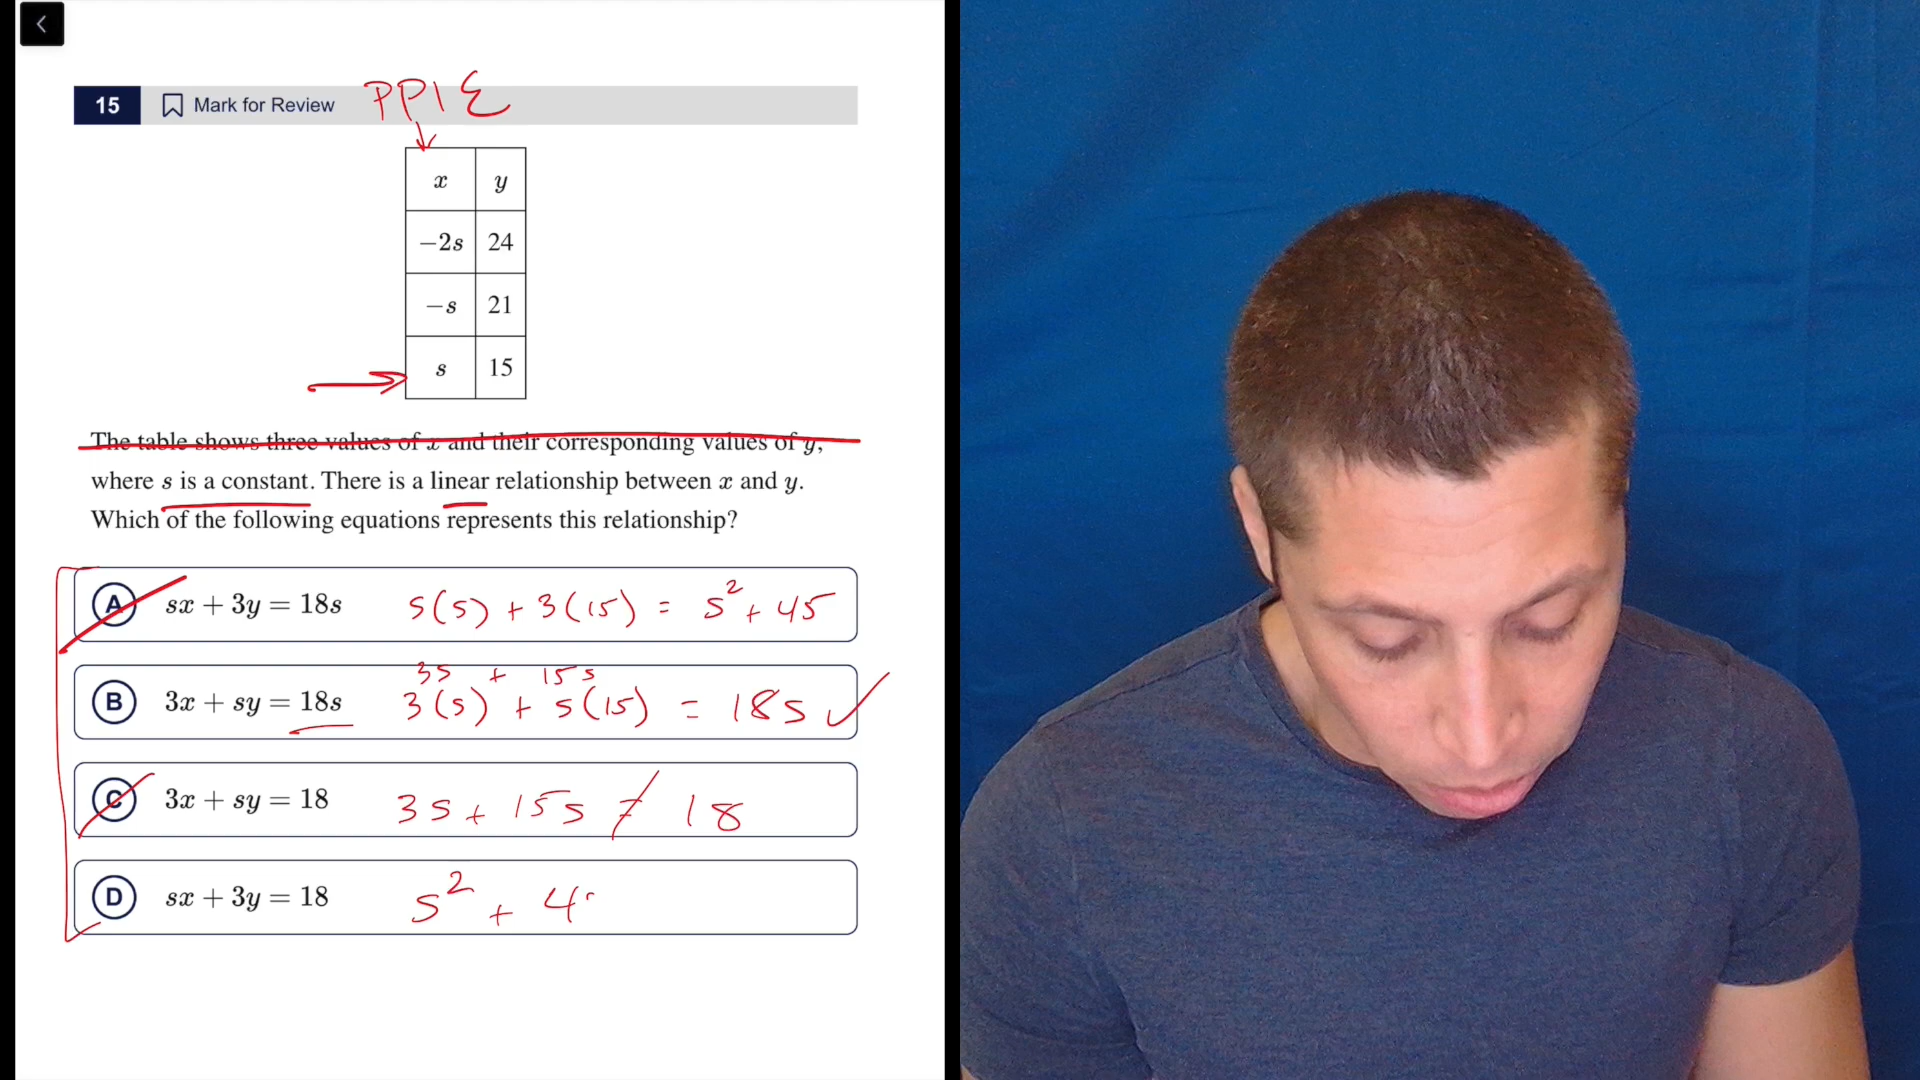 15 Mark for Review PPIE
x y
−2s 24
−s 21
s 15
The table shows three values of x and their corresponding values of y,
where s is a constant. There is a linear relationship between x and y.
Which of the following equations represents this relationship?
A sx + 3y = 18s s(s) + 3(15) = s² + 45
3s + 15s
B 3x + sy = 18s 3(s) + s(15) = 18s ✓
C 3x + sy = 18 3s + 15s ≠ 18
D sx + 3y = 18 s² + 4